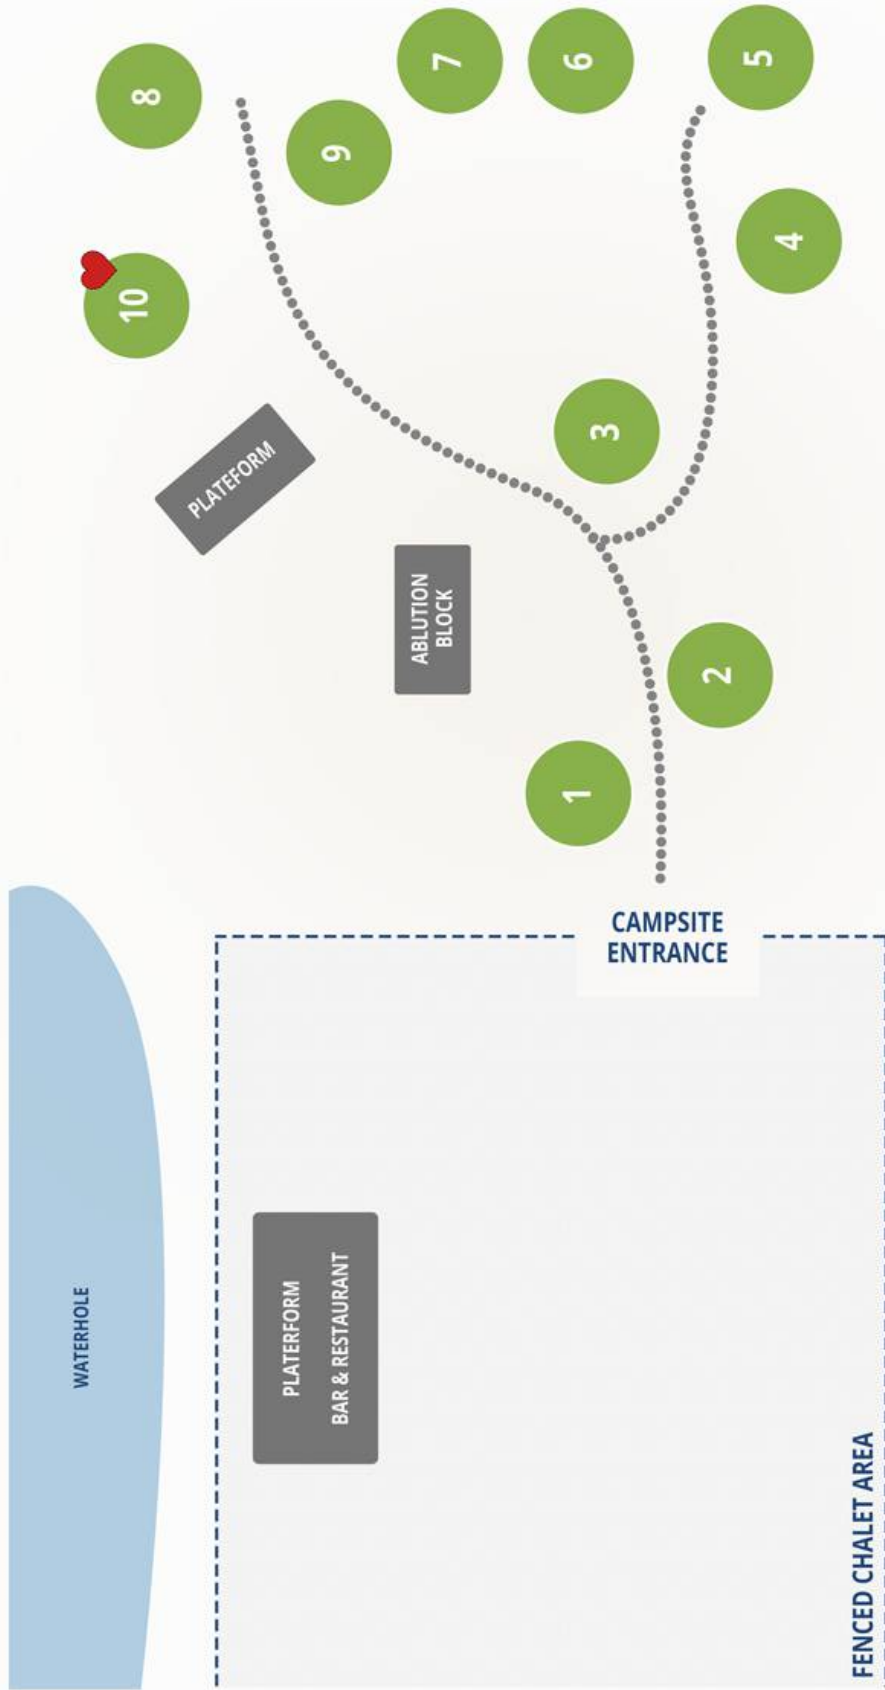 WATERHOLE
10
8
PLATEFORM
PLATERFORM
BAR & RESTAURANT
9
ABLUTION
BLOCK
7
1
6
3
CAMPSITE
ENTRANCE
2
5
4
FENCED CHALET AREA